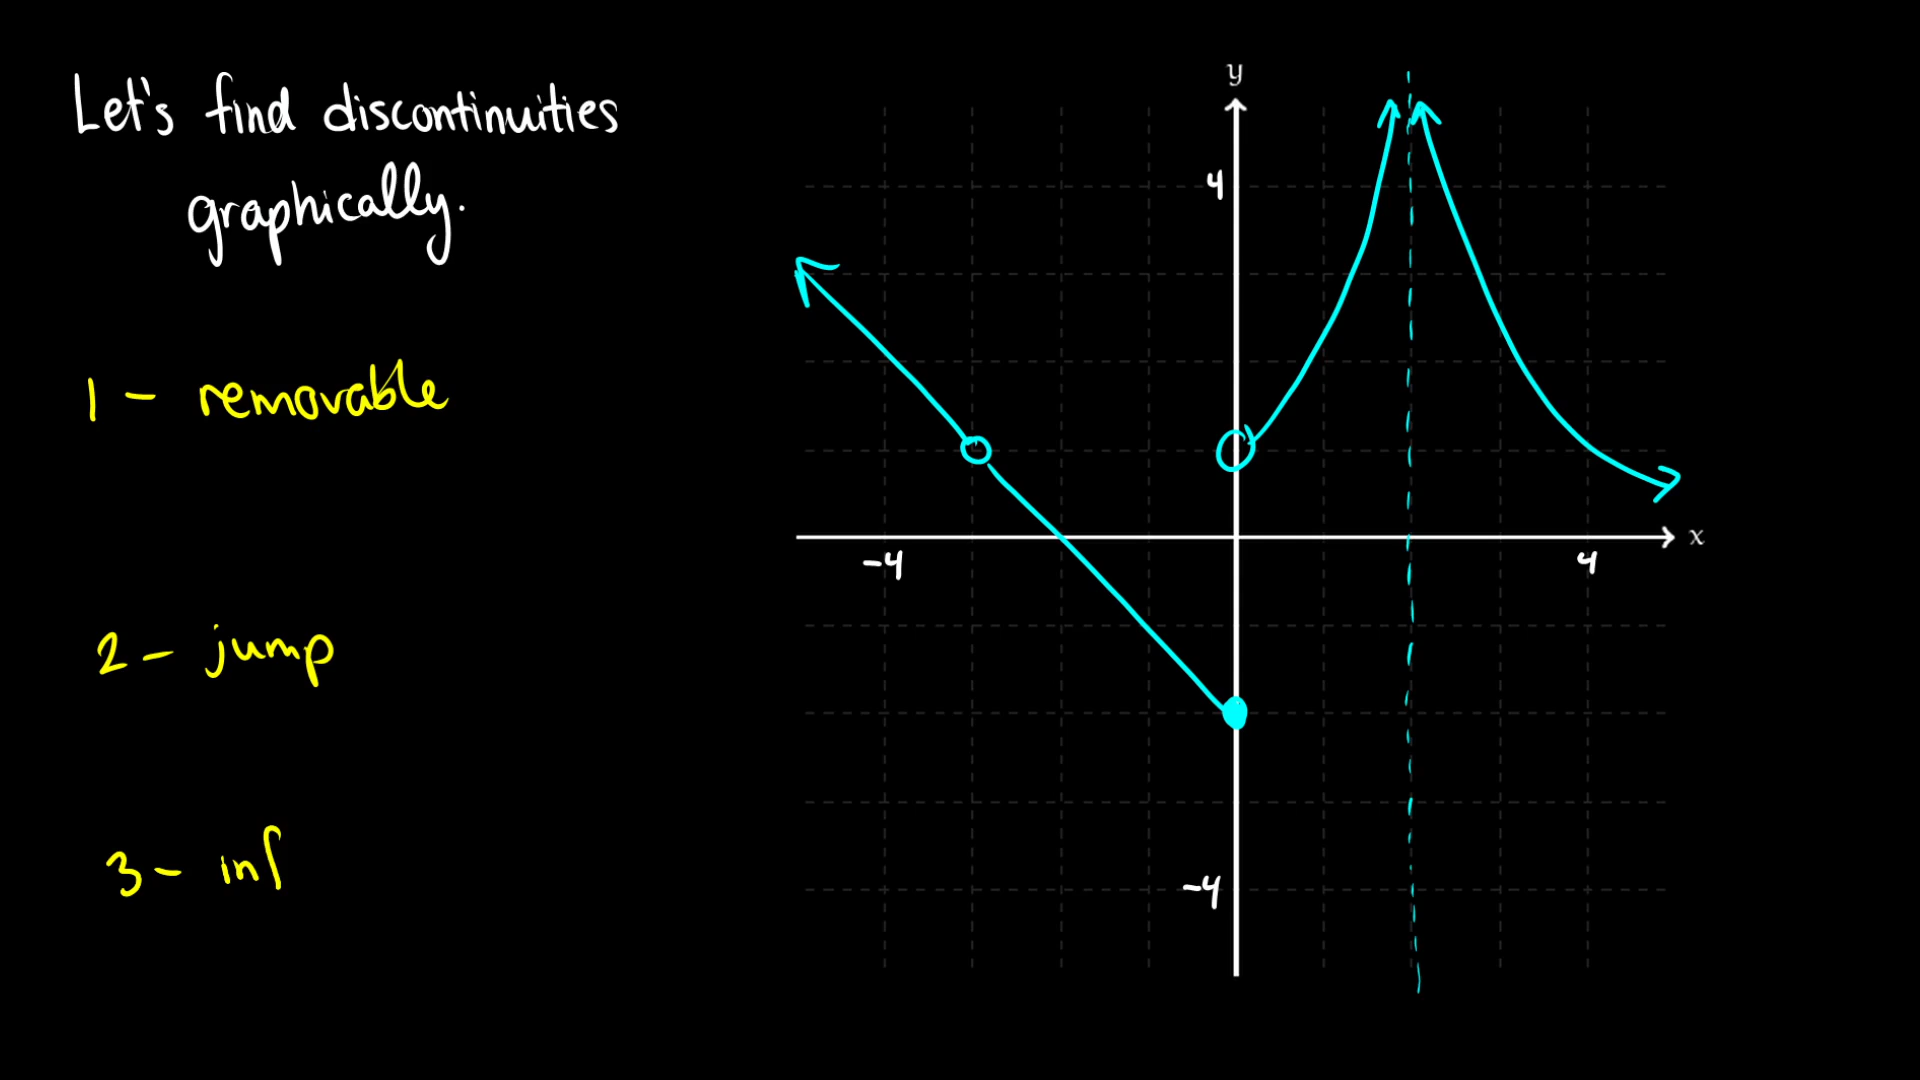 Let's find discontinuities
graphically.
1 - removable
2 - jump
3 - inf
y
4
-4
4
x
-4